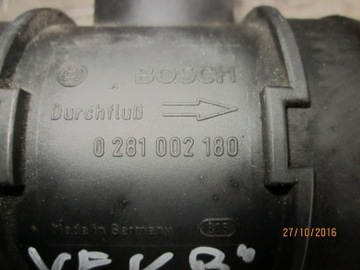 BOSCH
Durchfluß
0 281 002 180
27/10/2016
Made in Germany